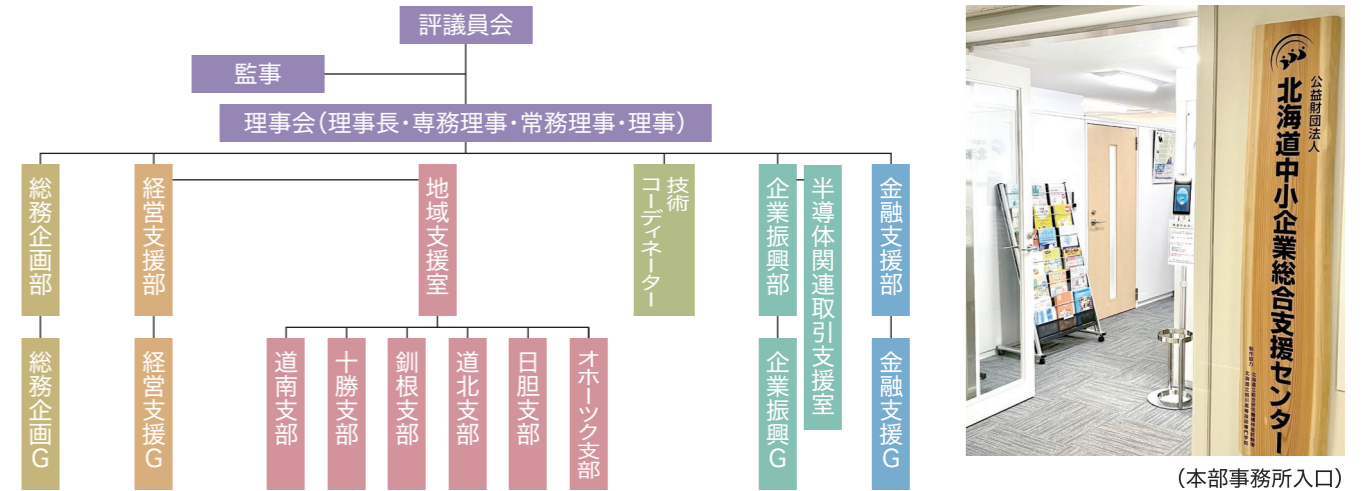 評議員会
監事
理事会(理事長・専務理事・常務理事・理事)
総務企画部
経営支援部
地域支援室
技術
コーディネーター
企業振興部
半導体関連取引支援室
金融支援部
総務企画G
経営支援G
道南支部
十勝支部
釧根支部
道北支部
日胆支部
オホーツク支部
企業振興G
金融支援G
公益財団法人
北海道中小企業総合支援センター
(本部事務所入口)